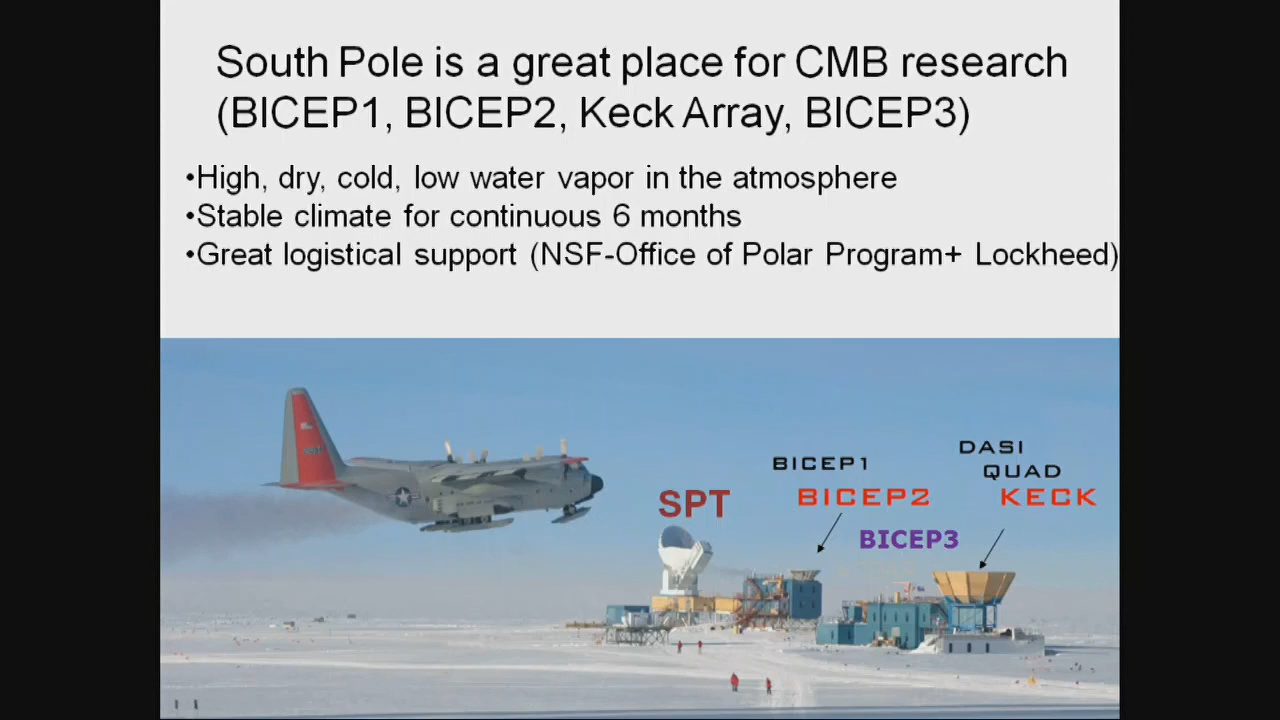 South Pole is a great place for CMB research
(BICEP1, BICEP2, Keck Array, BICEP3)
•High, dry, cold, low water vapor in the atmosphere
•Stable climate for continuous 6 months
•Great logistical support (NSF-Office of Polar Program+ Lockheed)
DASI
BICEP1
QUAD
SPT
BICEP2
KECK
BICEP3